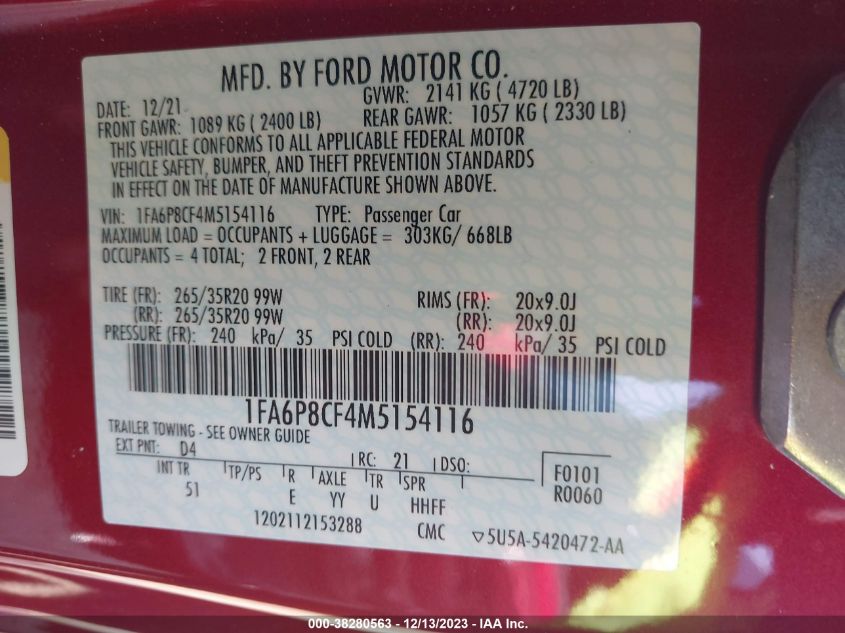 MFD. BY FORD MOTOR CO.
DATE: 12/21 GVWR: 2141 KG ( 4720 LB)
FRONT GAWR: 1089 KG ( 2400 LB) REAR GAWR: 1057 KG ( 2330 LB)
THIS VEHICLE CONFORMS TO ALL APPLICABLE FEDERAL MOTOR
VEHICLE SAFETY, BUMPER, AND THEFT PREVENTION STANDARDS
IN EFFECT ON THE DATE OF MANUFACTURE SHOWN ABOVE.
VIN: 1FA6P8CF4M5154116 TYPE: Passenger Car
MAXIMUM LOAD = OCCUPANTS + LUGGAGE = 303KG/ 668LB
OCCUPANTS = 4 TOTAL; 2 FRONT, 2 REAR
TIRE (FR): 265/35R20 99W RIMS (FR): 20x9.0J
(RR): 265/35R20 99W (RR): 20x9.0J
PRESSURE (FR): 240 kPa/ 35 PSI COLD (RR): 240 kPa/ 35 PSI COLD
1FA6P8CF4M5154116
TRAILER TOWING - SEE OWNER GUIDE
EXT PNT: D4 RC: 21 DSO:
INT TR TP/PS R AXLE TR SPR
51 E YY U HHFF
F0101
R0060
1202112153288 CMC ▽5U5A-5420472-AA
000-38280563 - 12/13/2023 - IAA Inc.